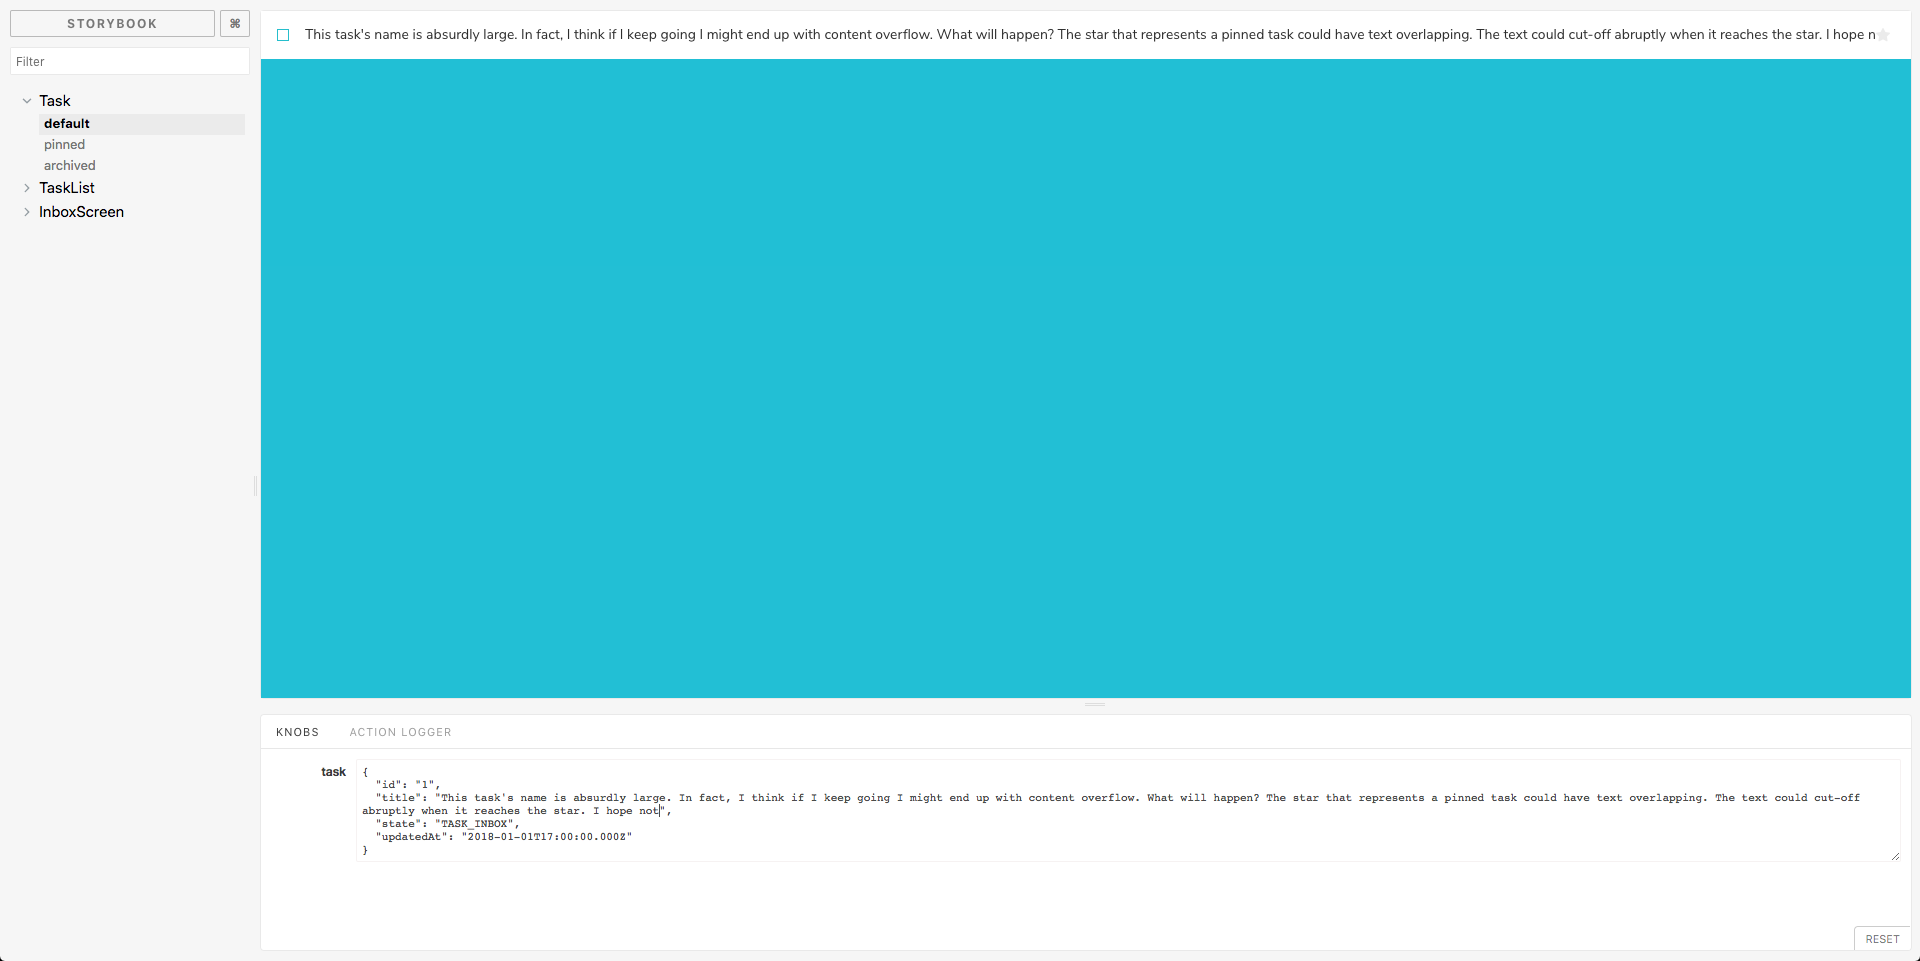 STORYBOOK
⌘
Filter
Task
default
pinned
archived
TaskList
InboxScreen
This task's name is absurdly large. In fact, I think if I keep going I might end up with content overflow. What will happen? The star that represents a pinned task could have text overlapping. The text could cut-off abruptly when it reaches the star. I hope n
KNOBS
ACTION LOGGER
task
{
"id": "1",
"title": "This task's name is absurdly large. In fact, I think if I keep going I might end up with content overflow. What will happen? The star that represents a pinned task could have text overlapping. The text could cut-off
abruptly when it reaches the star. I hope not",
"state": "TASK_INBOX",
"updatedAt": "2018-01-01T17:00:00.000Z"
}
RESET